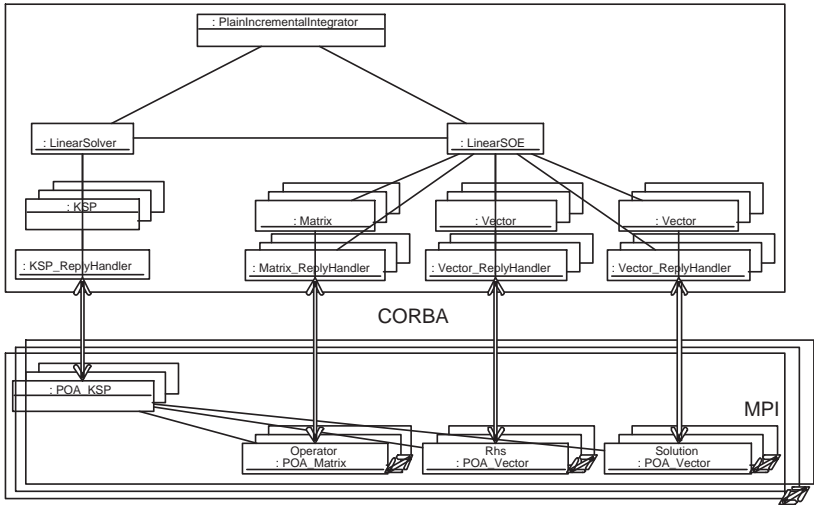 : PlainIncrementalIntegrator
: LinearSolver
: LinearSOE
: KSP
: Matrix
: Vector
: Vector
: KSP_ReplyHandler
: Matrix_ReplyHandler
: Vector_ReplyHandler
: Vector_ReplyHandler
CORBA
: POA_KSP
MPI
Operator
: POA_Matrix
Rhs
: POA_Vector
Solution
: POA_Vector